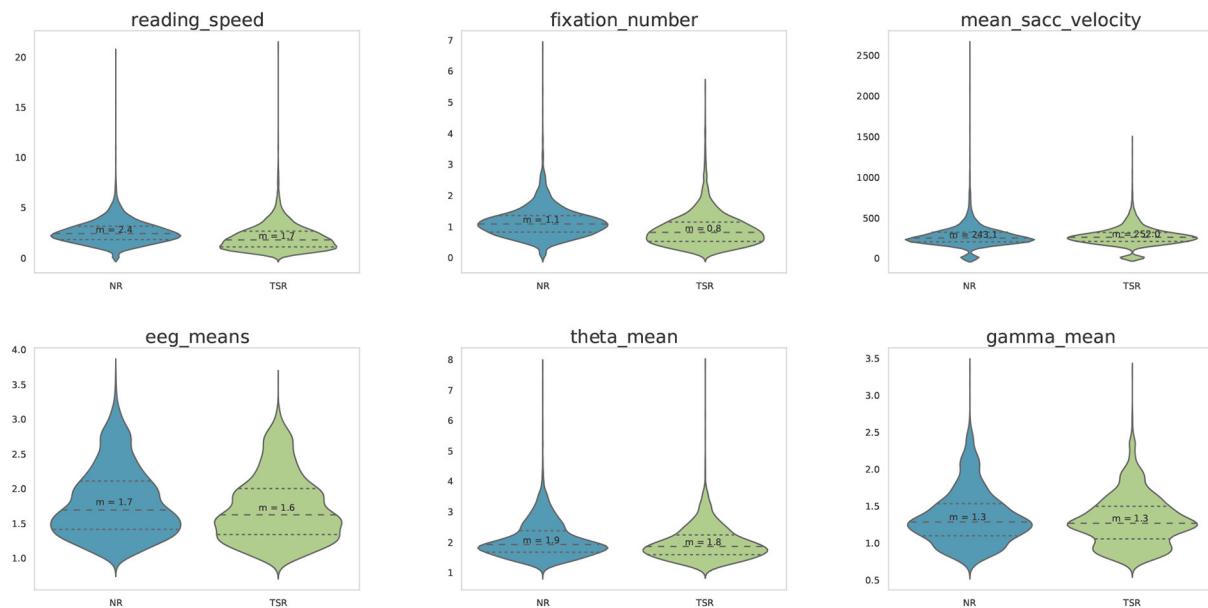 reading_speed
20
15
10
5
0
m = 2.4
m = 1.7
NR
TSR
fixation_number
7
6
5
4
3
2
1
0
m = 1.1
m = 0.8
NR
TSR
mean_sacc_velocity
2500
2000
1500
1000
500
0
m = 243.1
m = 252.0
NR
TSR
eeg_means
4.0
3.5
3.0
2.5
2.0
1.5
1.0
m = 1.7
m = 1.6
NR
TSR
theta_mean
8
7
6
5
4
3
2
1
m = 1.9
m = 1.8
NR
TSR
gamma_mean
3.5
3.0
2.5
2.0
1.5
1.0
0.5
m = 1.3
m = 1.3
NR
TSR